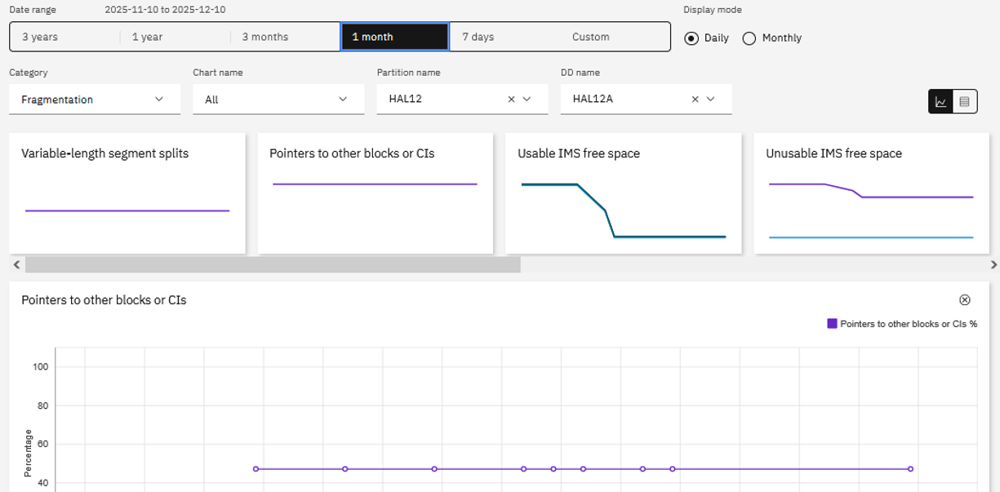 Date range 2025-11-10 to 2025-12-10 Display mode
3 years 1 year 3 months 1 month 7 days Custom Daily Monthly
Category Chart name Partition name DD name
Fragmentation All HAL12 HAL12A
Variable-length segment splits Pointers to other blocks or CIs Usable IMS free space Unusable IMS free space
Pointers to other blocks or CIs
Pointers to other blocks or CIs %
100
80
60
40
Percentage